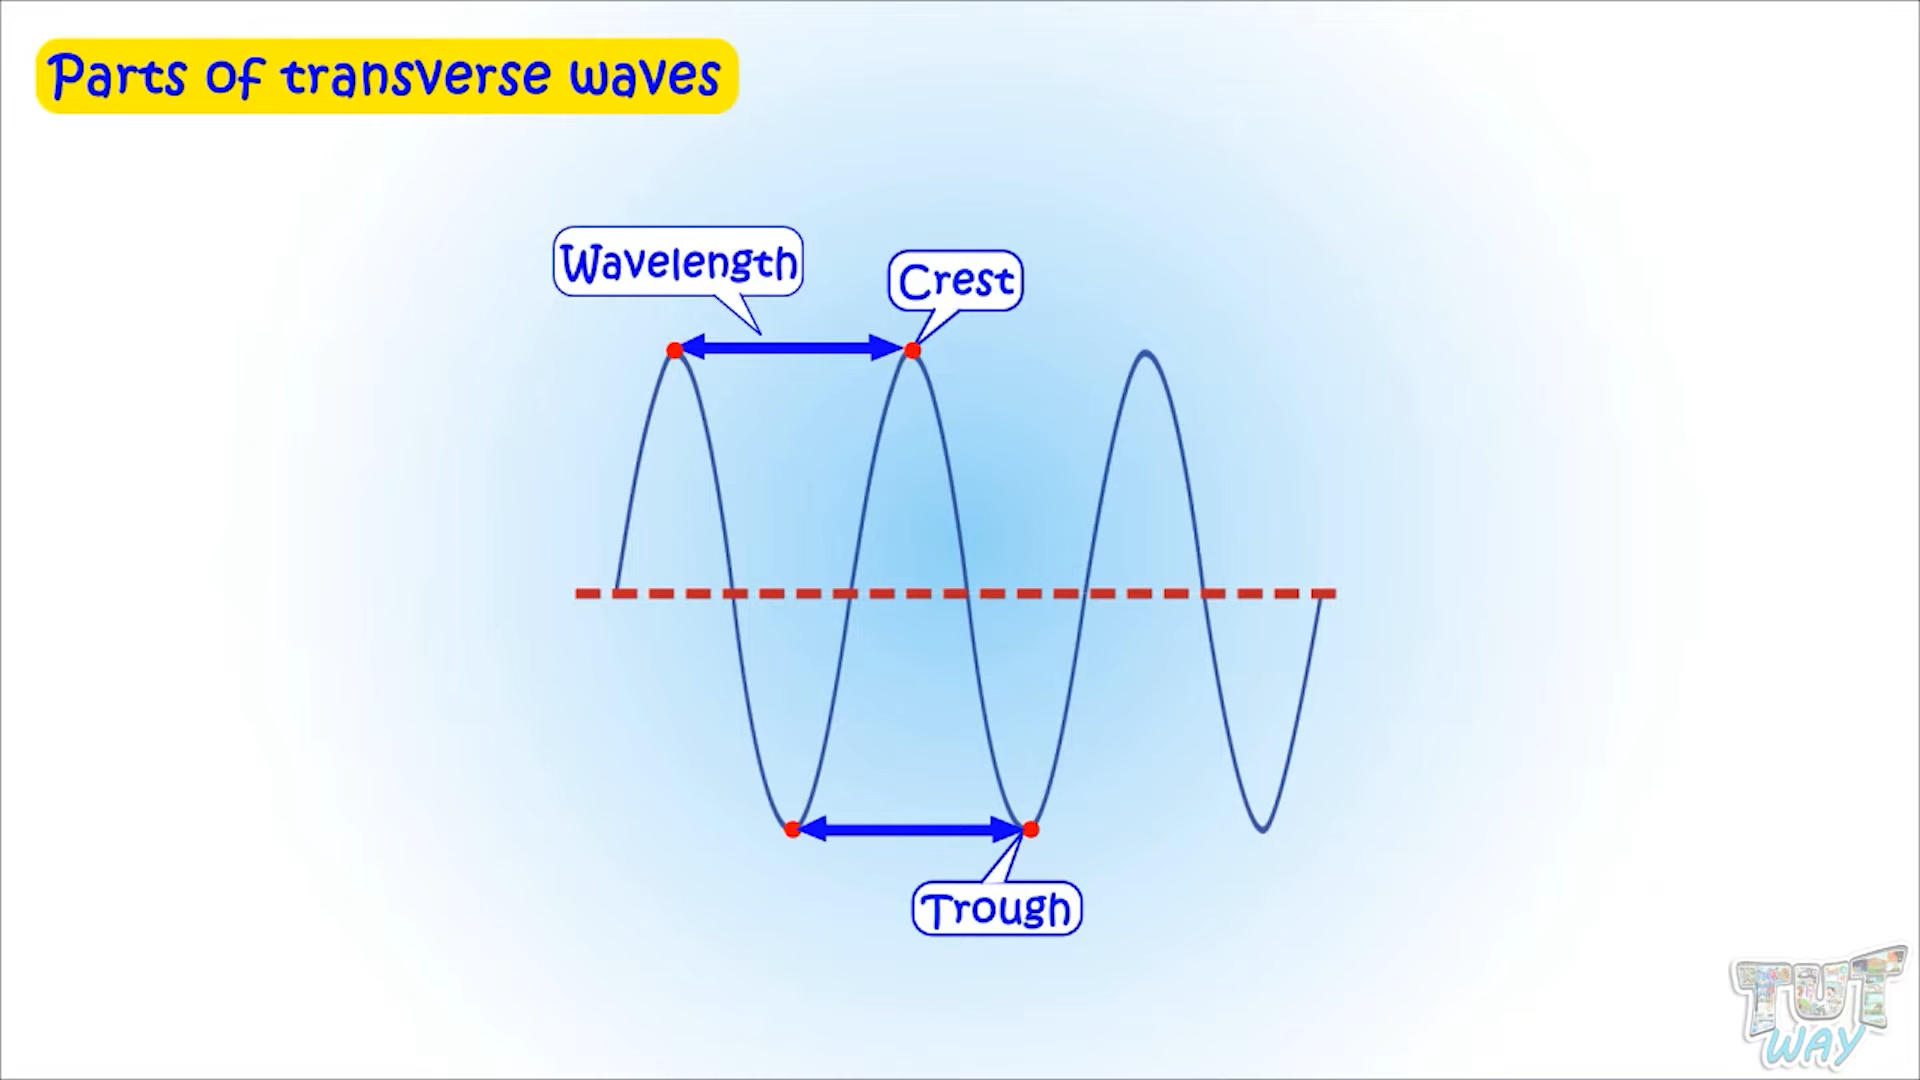 Parts of transverse waves
Wavelength
Crest
Trough
TUT
WAY